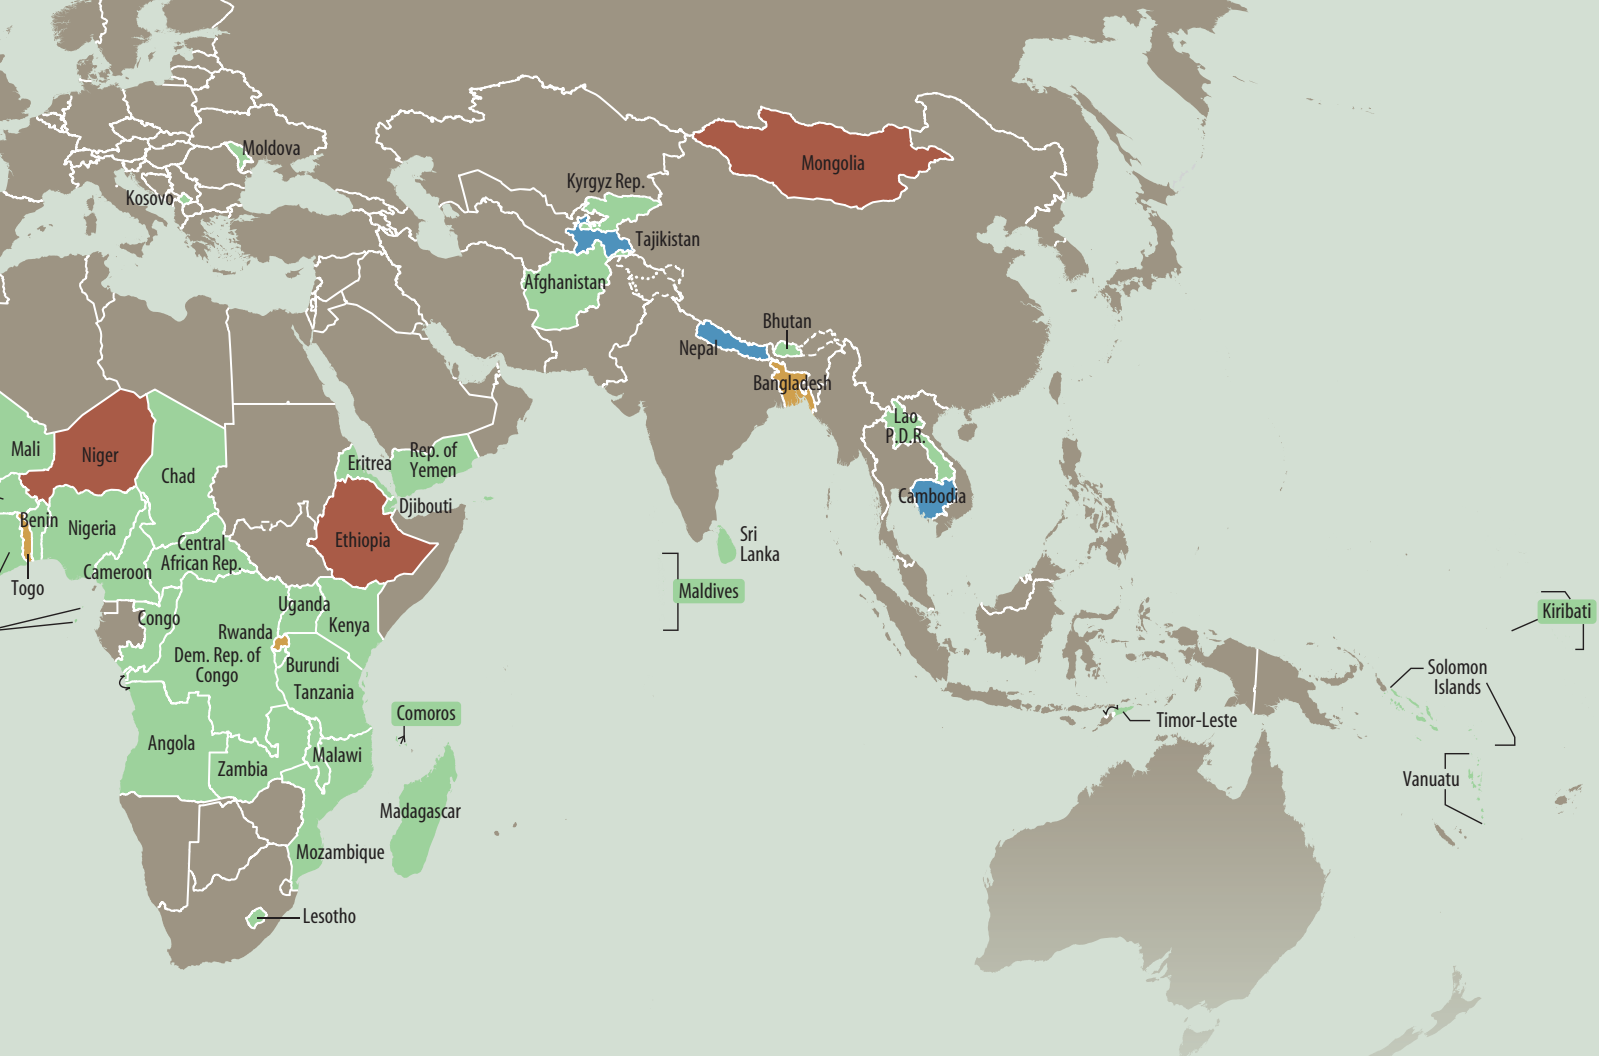 Moldova
Kosovo
Kyrgyz Rep.
Tajikistan
Afghanistan
Mongolia
Bhutan
Nepal
Bangladesh
Lao
P.D.R.
Cambodia
Sri
Lanka
Maldives
Mali
Niger
Chad
Eritrea
Rep. of
Yemen
Djibouti
Benin
Nigeria
Ethiopia
Togo
Cameroon
Central
African Rep.
Congo
Uganda
Kenya
Rwanda
Dem. Rep. of
Congo
Burundi
Tanzania
Comoros
Angola
Zambia
Malawi
Madagascar
Mozambique
Lesotho
Kiribati
Solomon
Islands
Timor-Leste
Vanuatu